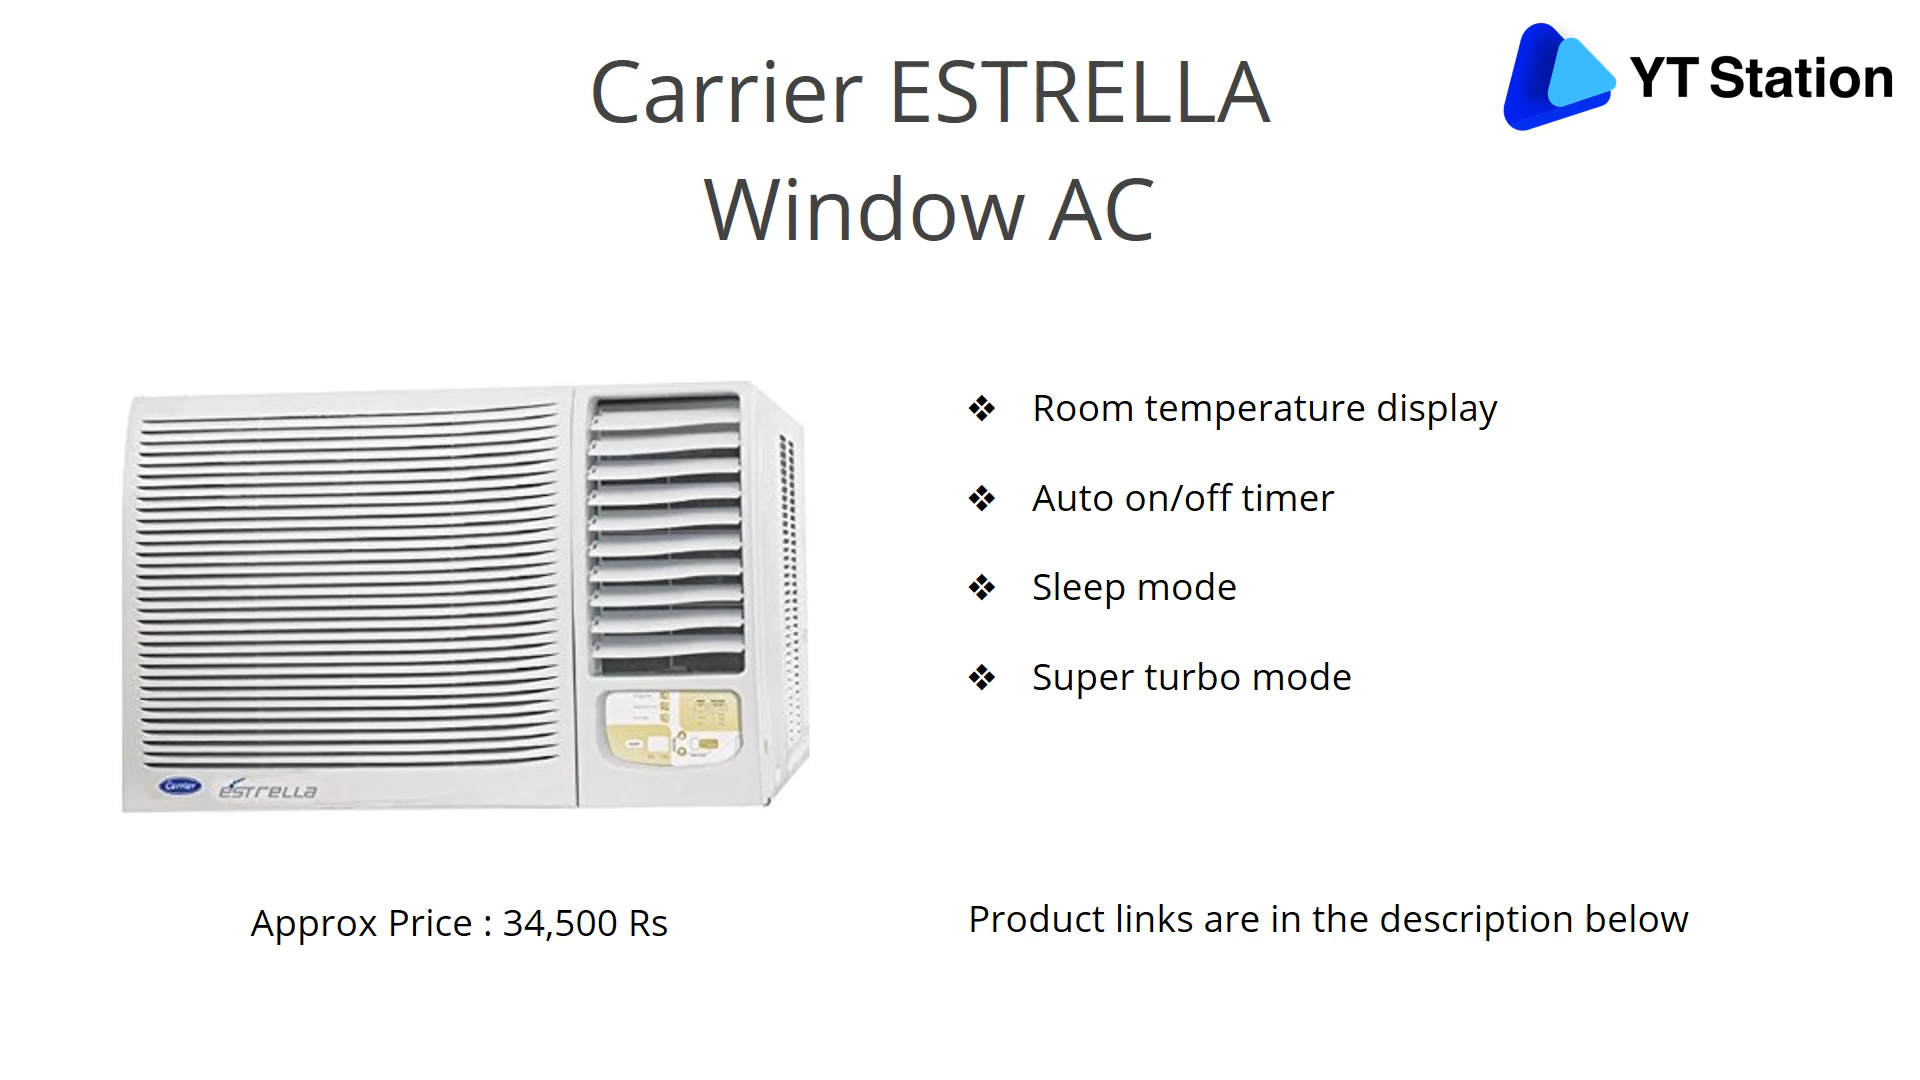 Carrier ESTRELLA
Window AC
YT Station
❖ Room temperature display
❖ Auto on/off timer
❖ Sleep mode
❖ Super turbo mode
Carrier
ESTRELLA
Approx Price : 34,500 Rs
Product links are in the description below